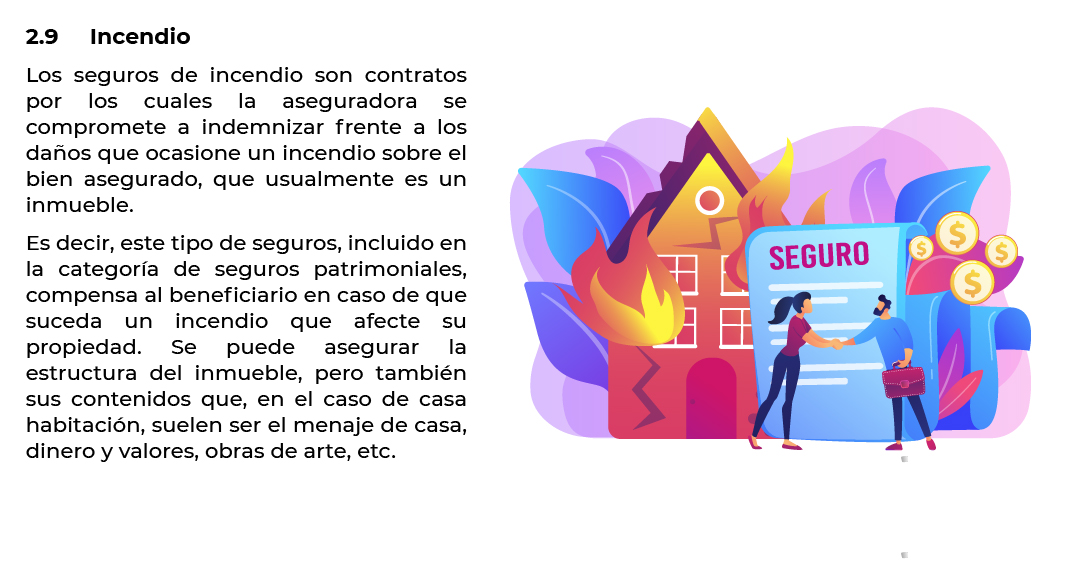 2.9 Incendio
Los seguros de incendio son contratos
por los cuales la aseguradora se
compromete a indemnizar frente a los
daños que ocasione un incendio sobre el
bien asegurado, que usualmente es un
inmueble.
Es decir, este tipo de seguros, incluido en
la categoría de seguros patrimoniales,
compensa al beneficiario en caso de que
suceda un incendio que afecte su
propiedad. Se puede asegurar la
estructura del inmueble, pero también
sus contenidos que, en el caso de casa
habitación, suelen ser el menaje de casa,
dinero y valores, obras de arte, etc.
SEGURO
$
$
$
$